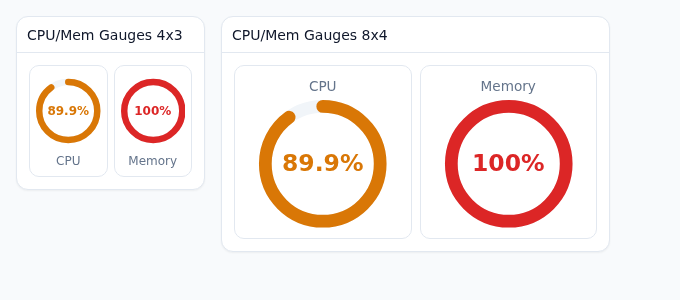 CPU/Mem Gauges 4x3
89.9%
CPU
100%
Memory
CPU/Mem Gauges 8x4
CPU
89.9%
Memory
100%